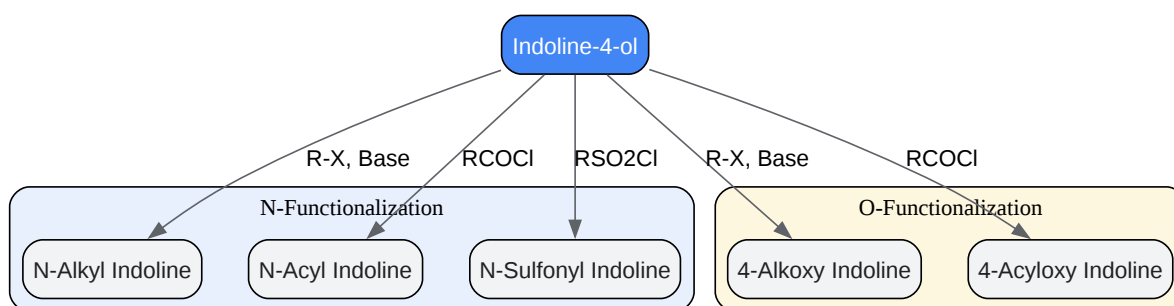 Indoline-4-ol
R-X, Base
RCOCl
RSO2Cl
R-X, Base
RCOCl
N-Functionalization
O-Functionalization
N-Alkyl Indoline
N-Acyl Indoline
N-Sulfonyl Indoline
4-Alkoxy Indoline
4-Acyloxy Indoline